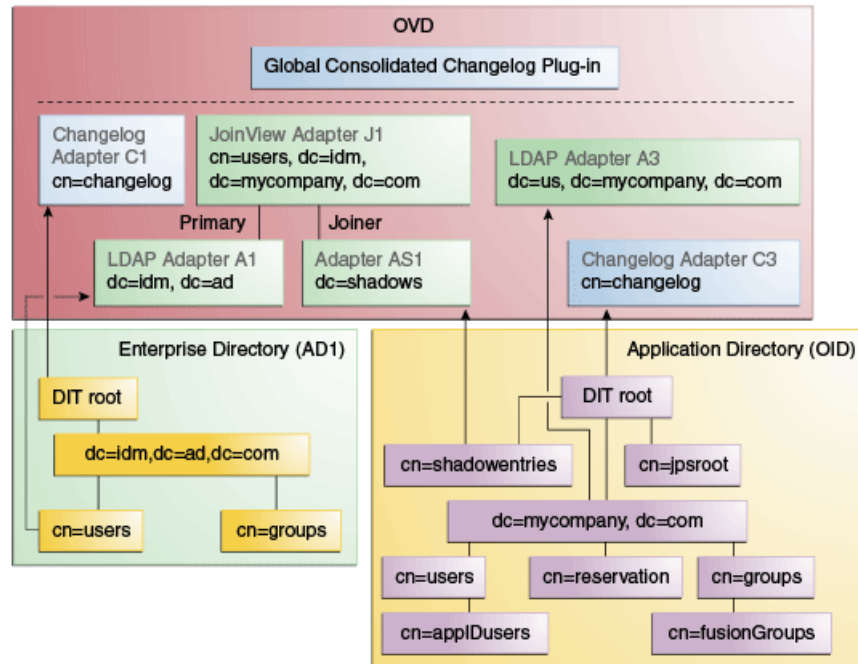 OVD
Global Consolidated Changelog Plug-in
Changelog
Adapter C1
cn=changelog
JoinView Adapter J1
cn=users, dc=idm,
dc=mycompany, dc=com
LDAP Adapter A3
dc=us, dc=mycompany, dc=com
Primary
Joiner
LDAP Adapter A1
dc=idm, dc=ad
Adapter AS1
dc=shadows
Changelog Adapter C3
cn=changelog
Enterprise Directory (AD1)
DIT root
dc=idm,dc=ad,dc=com
cn=users
cn=groups
Application Directory (OID)
DIT root
cn=shadowentries
cn=jpsroot
dc=mycompany, dc=com
cn=users
cn=reservation
cn=groups
cn=appIDusers
cn=fusionGroups